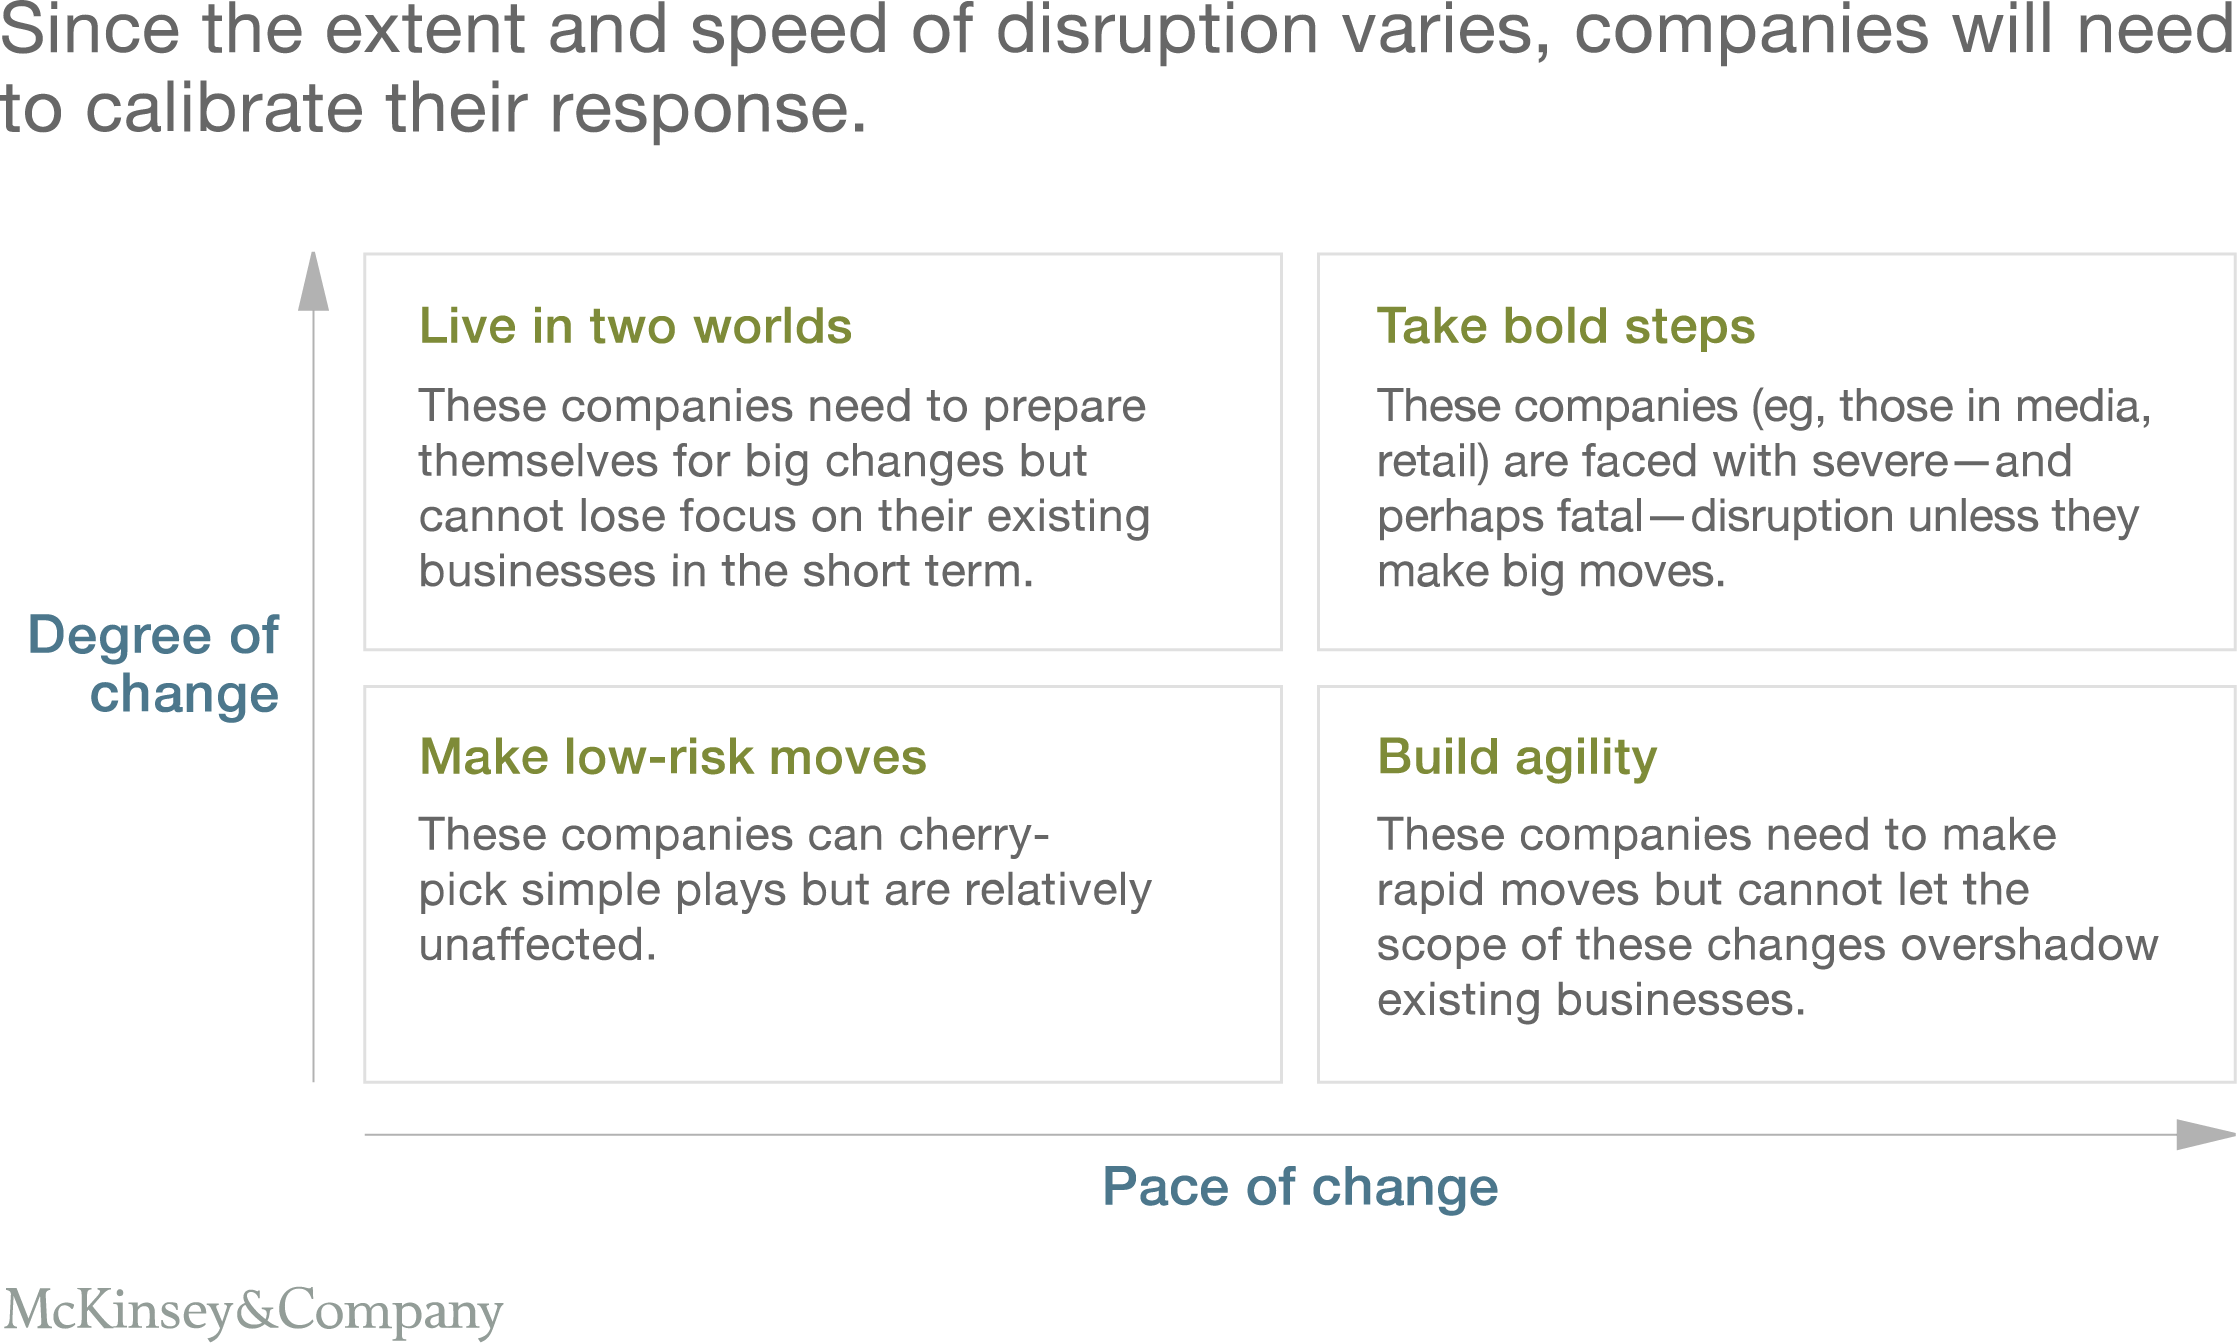 Since the extent and speed of disruption varies, companies will need
to calibrate their response.
Degree of
change
Live in two worlds
These companies need to prepare
themselves for big changes but
cannot lose focus on their existing
businesses in the short term.
Take bold steps
These companies (eg, those in media,
retail) are faced with severe—and
perhaps fatal—disruption unless they
make big moves.
Make low-risk moves
These companies can cherry-
pick simple plays but are relatively
unaffected.
Build agility
These companies need to make
rapid moves but cannot let the
scope of these changes overshadow
existing businesses.
Pace of change
McKinsey&Company